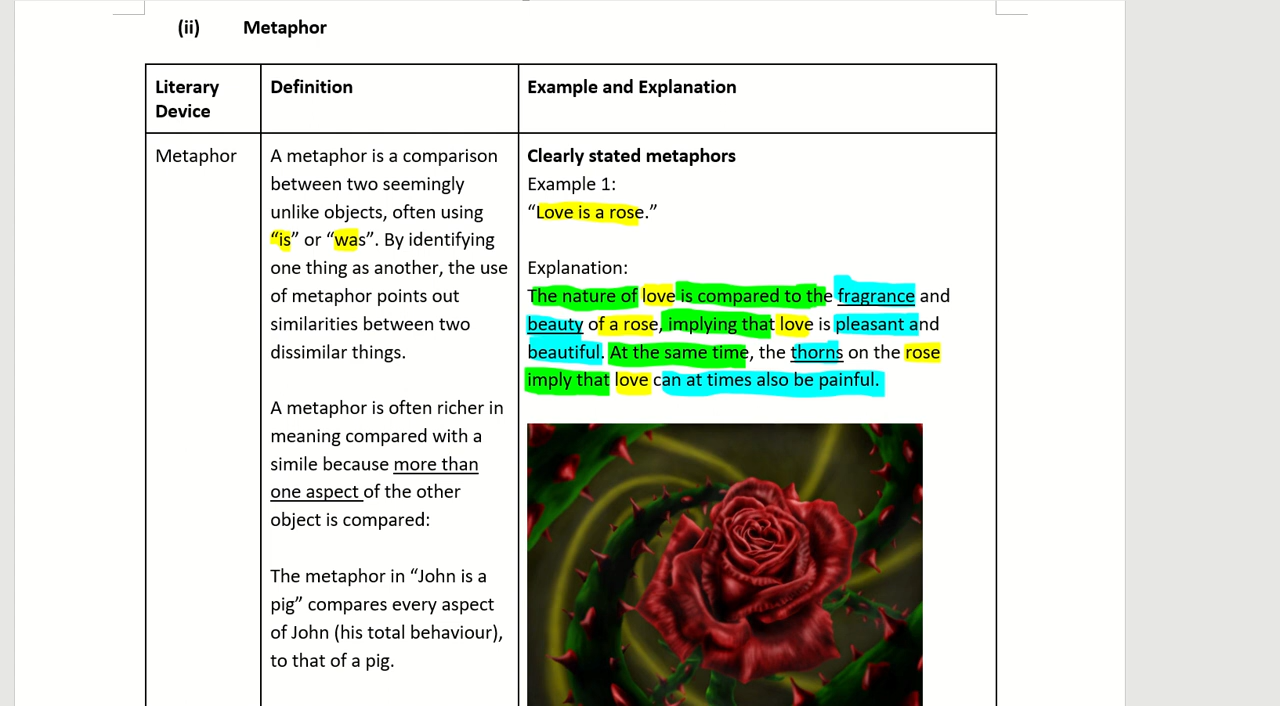 (ii) Metaphor
Literary
Device
Definition
Example and Explanation
Metaphor
A metaphor is a comparison
between two seemingly
unlike objects, often using
“is” or “was”. By identifying
one thing as another, the use
of metaphor points out
similarities between two
dissimilar things.
A metaphor is often richer in
meaning compared with a
simile because more than
one aspect of the other
object is compared:
The metaphor in “John is a
pig” compares every aspect
of John (his total behaviour),
to that of a pig.
Clearly stated metaphors
Example 1:
“Love is a rose.”
Explanation:
The nature of love is compared to the fragrance and
beauty of a rose, implying that love is pleasant and
beautiful. At the same time, the thorns on the rose
imply that love can at times also be painful.